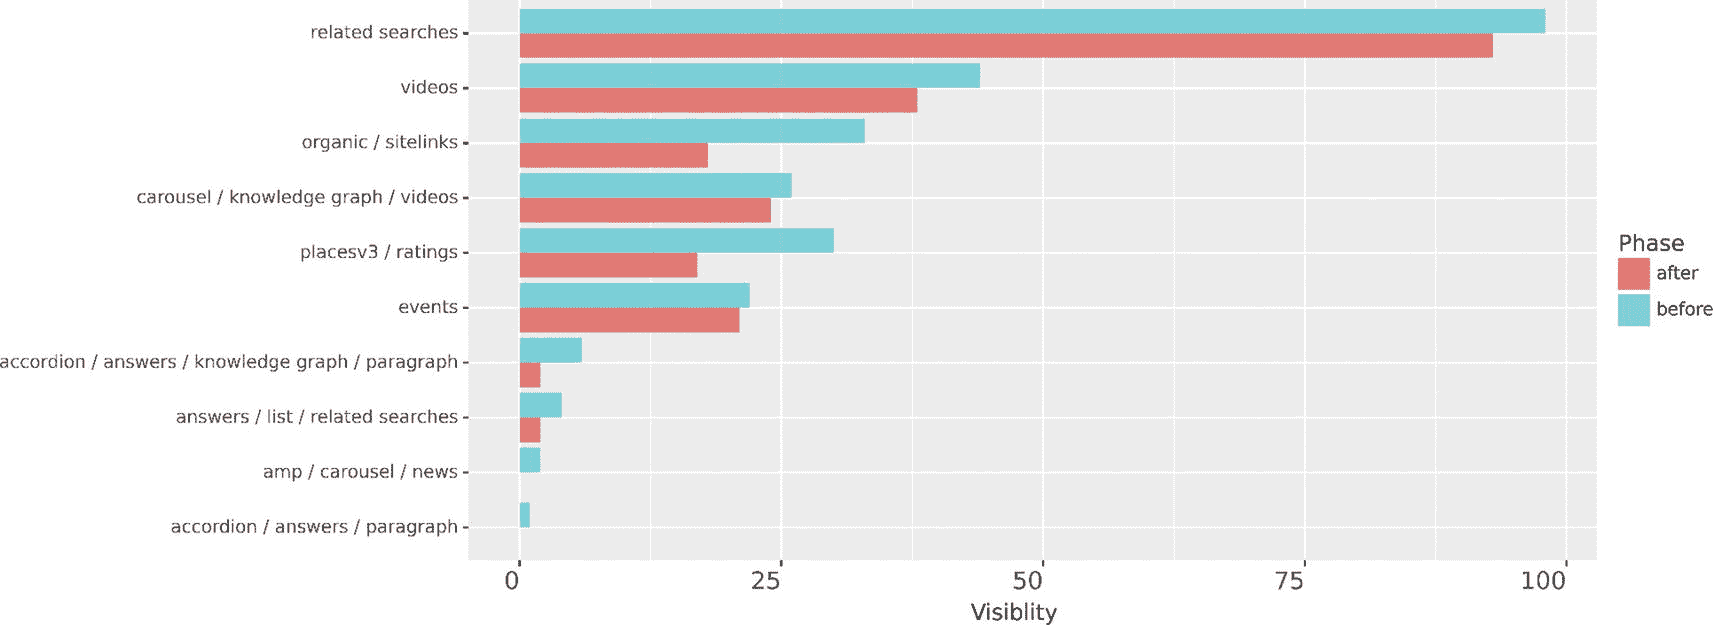 related searches
videos
organic / sitelinks
carousel / knowledge graph / videos
placesv3 / ratings
events
accordion / answers / knowledge graph / paragraph
answers / list / related searches
amp / carousel / news
accordion / answers / paragraph
0 25 50 75 100
Visiblity
Phase
after
before